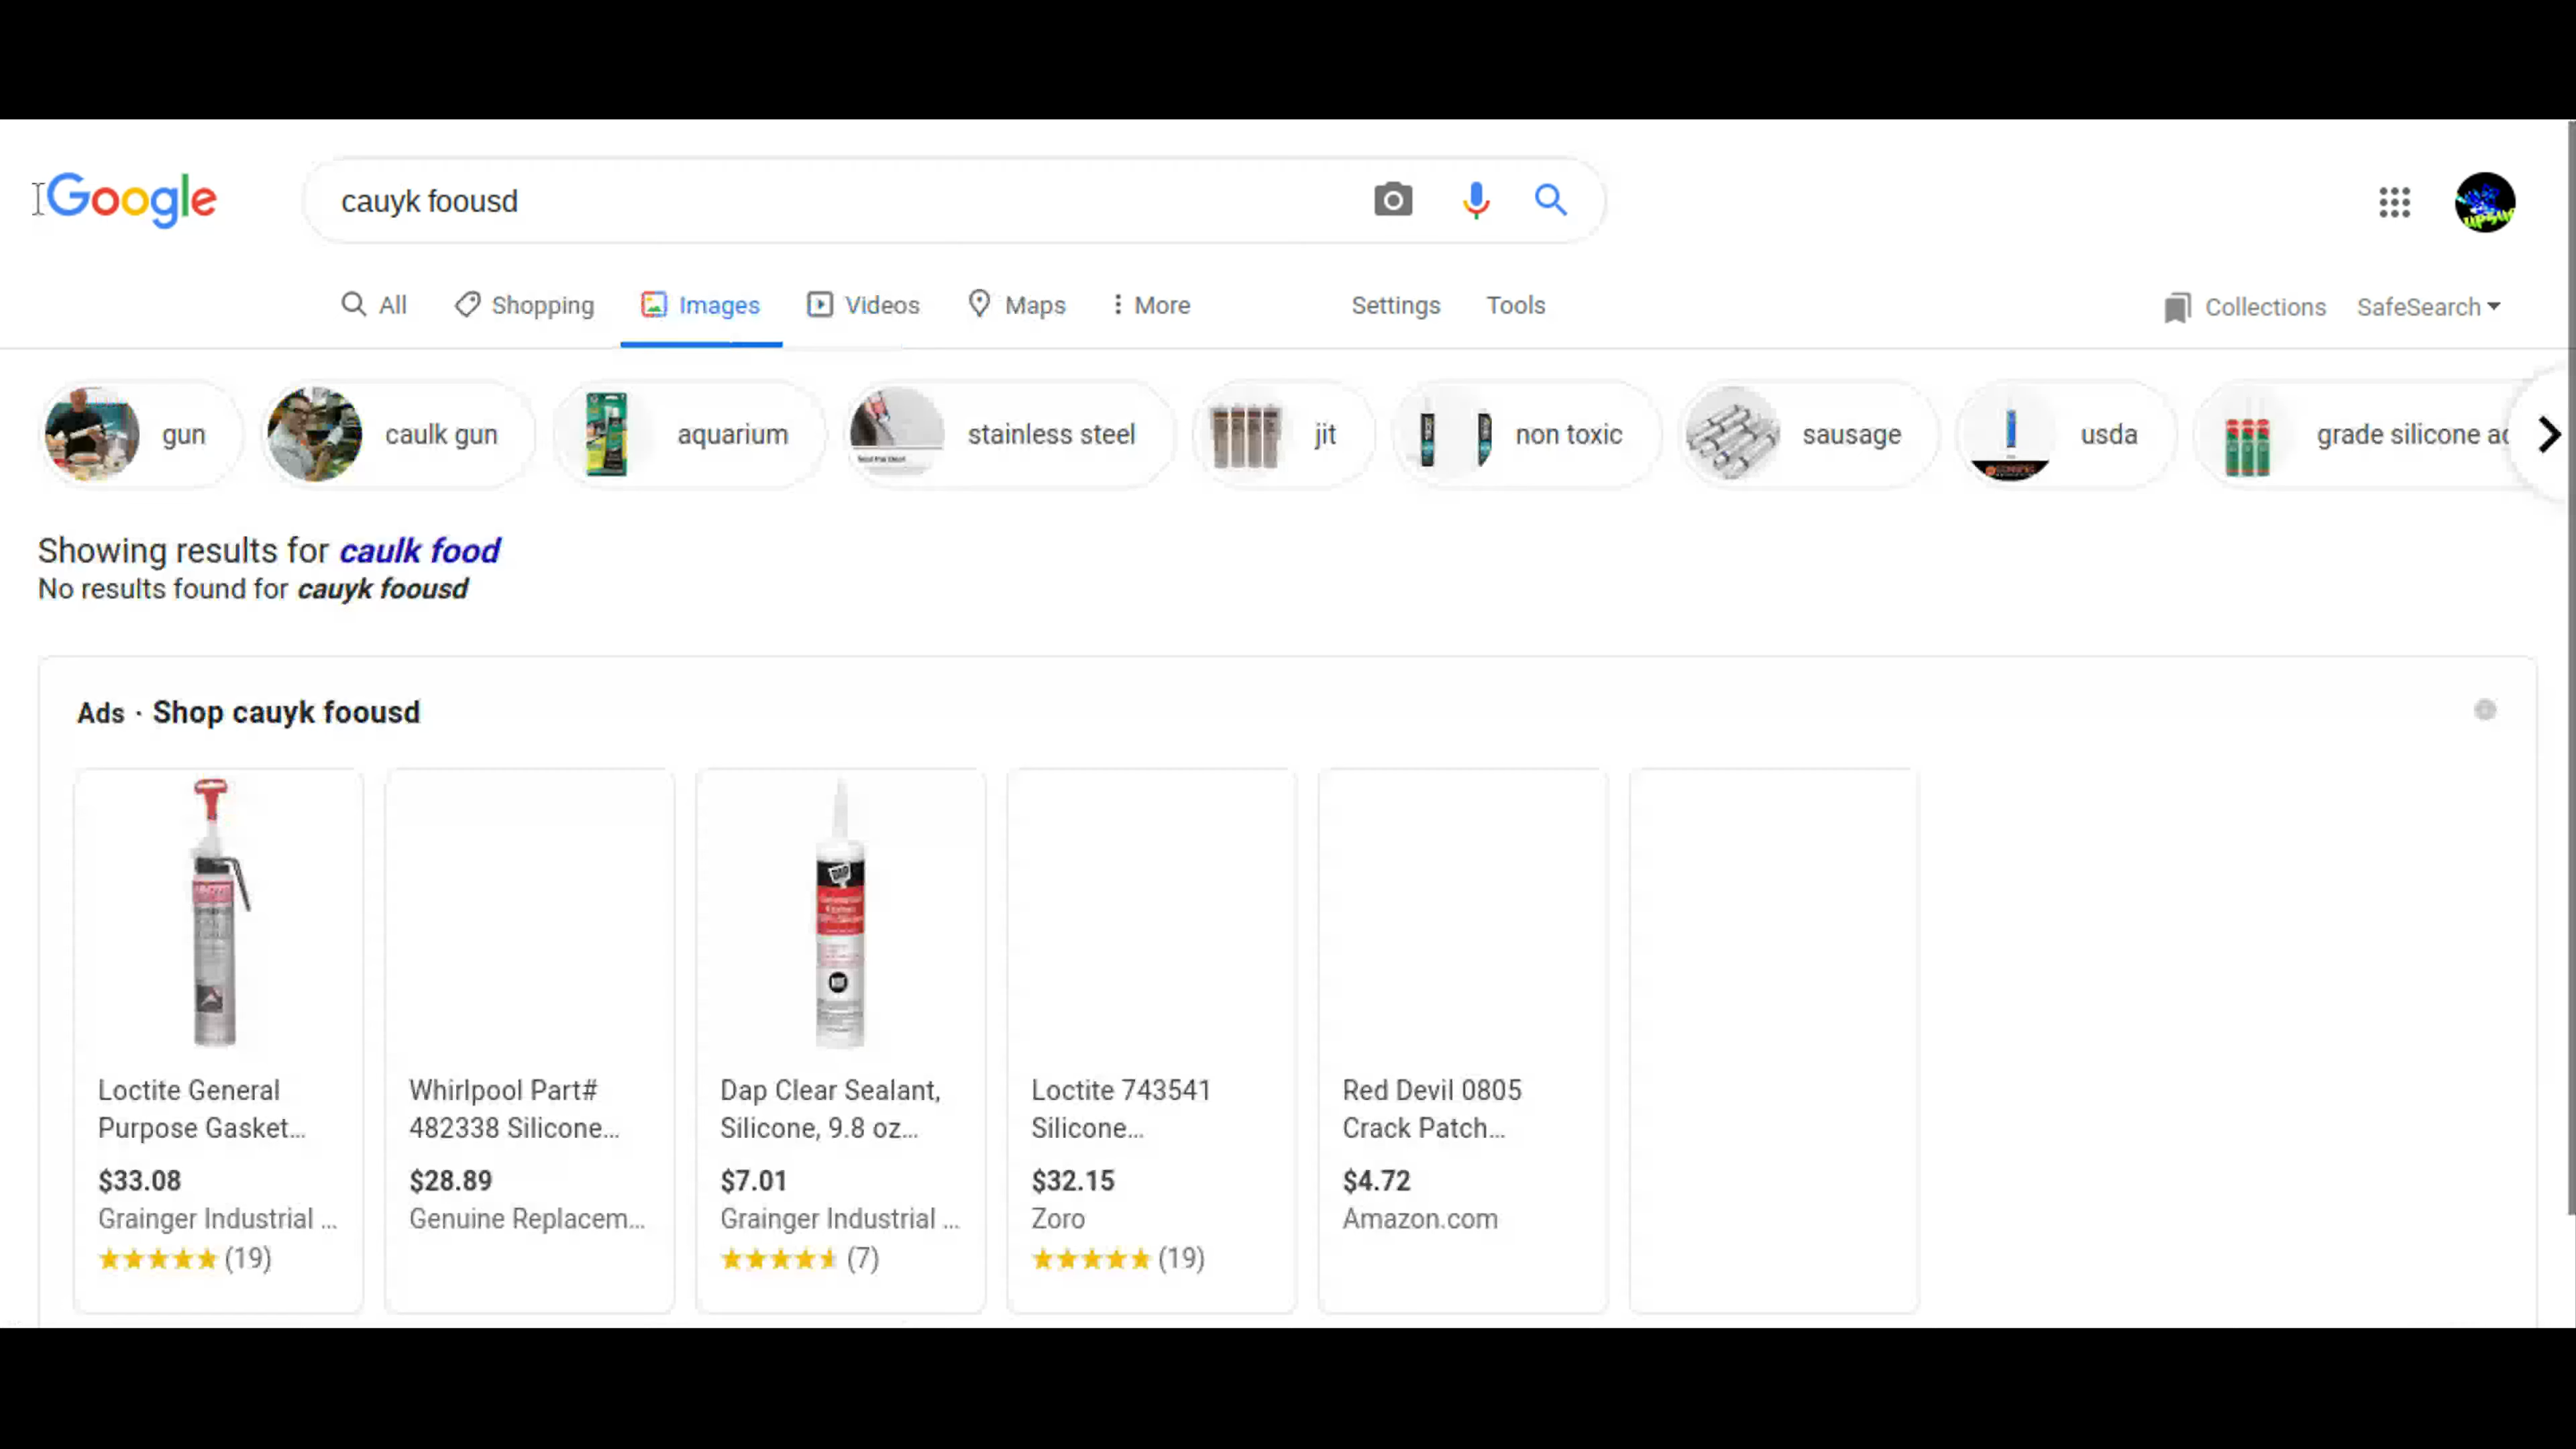 Google
cauyk foousd
All Shopping Images Videos Maps More Settings Tools Collections SafeSearch
gun caulk gun aquarium stainless steel jit non toxic sausage usda grade silicone
Showing results for caulk food
No results found for cauyk foousd
Ads · Shop cauyk foousd
DAP
Loctite General
Purpose Gasket...
$33.08
Grainger Industrial ...
(19)
Whirlpool Part#
482338 Silicone...
$28.89
Genuine Replacem...
Dap Clear Sealant,
Silicone, 9.8 oz...
$7.01
Grainger Industrial ...
(7)
Loctite 743541
Silicone...
$32.15
Zoro
(19)
Red Devil 0805
Crack Patch...
$4.72
Amazon.com